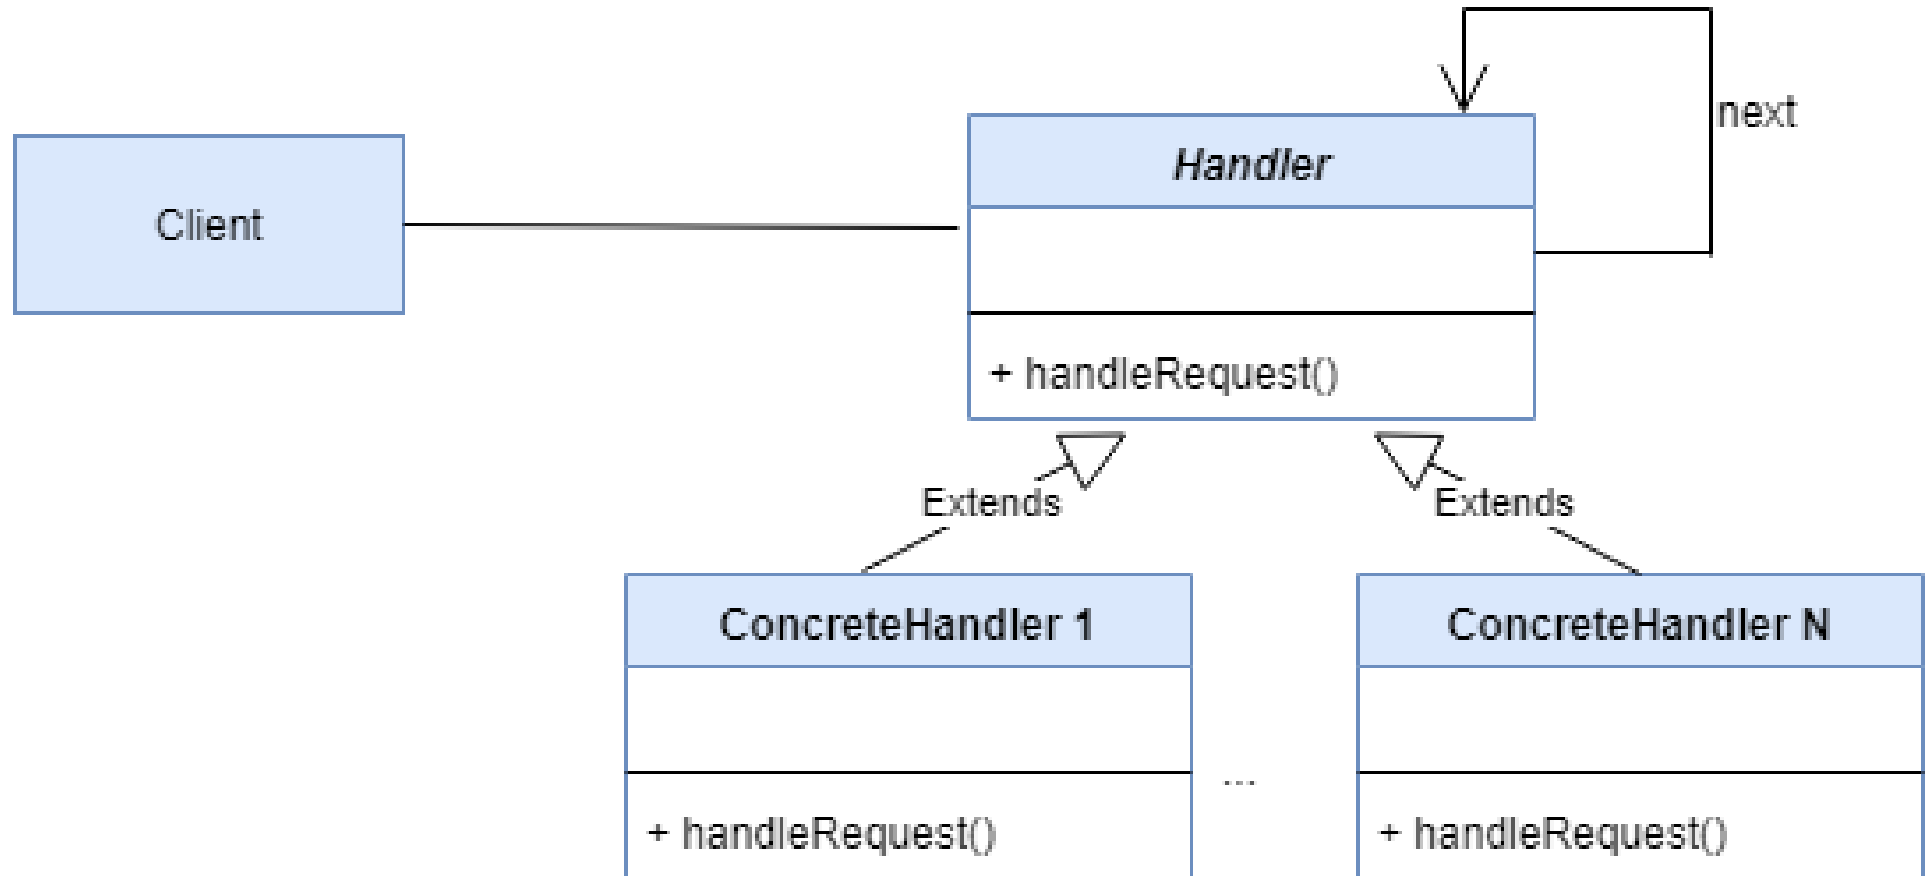 next
Handler
Client
+ handleRequest()
Extends
Extends
ConcreteHandler 1
ConcreteHandler N
...
+ handleRequest()
+ handleRequest()